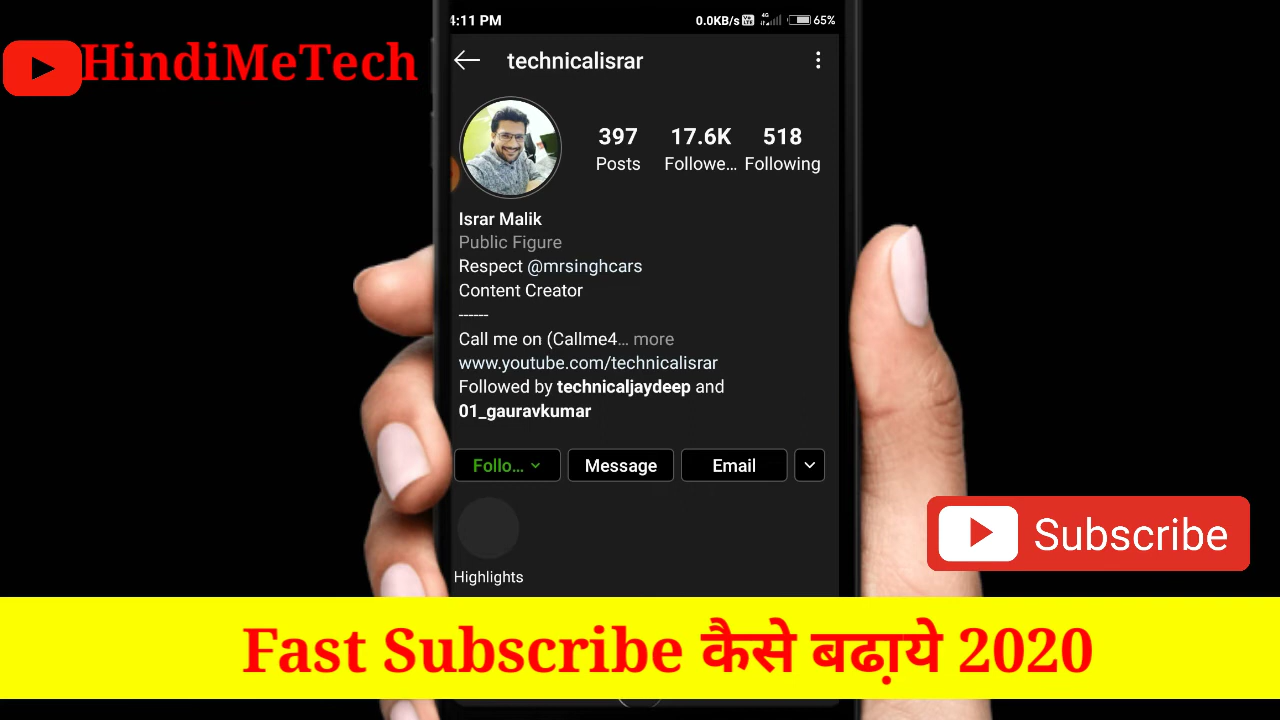 4:11 PM
0.0KB/s 4G 65%
HindiMeTech
technicalisrar
397 17.6K 518
Posts Followe... Following
Israr Malik
Public Figure
Respect @mrsinghcars
Content Creator
------
Call me on (Callme4... more
www.youtube.com/technicalisrar
Followed by technicaljaydeep and
01_gauravkumar
Follo... Message Email
Subscribe
Highlights
Fast Subscribe कैसे बढा़ये 2020